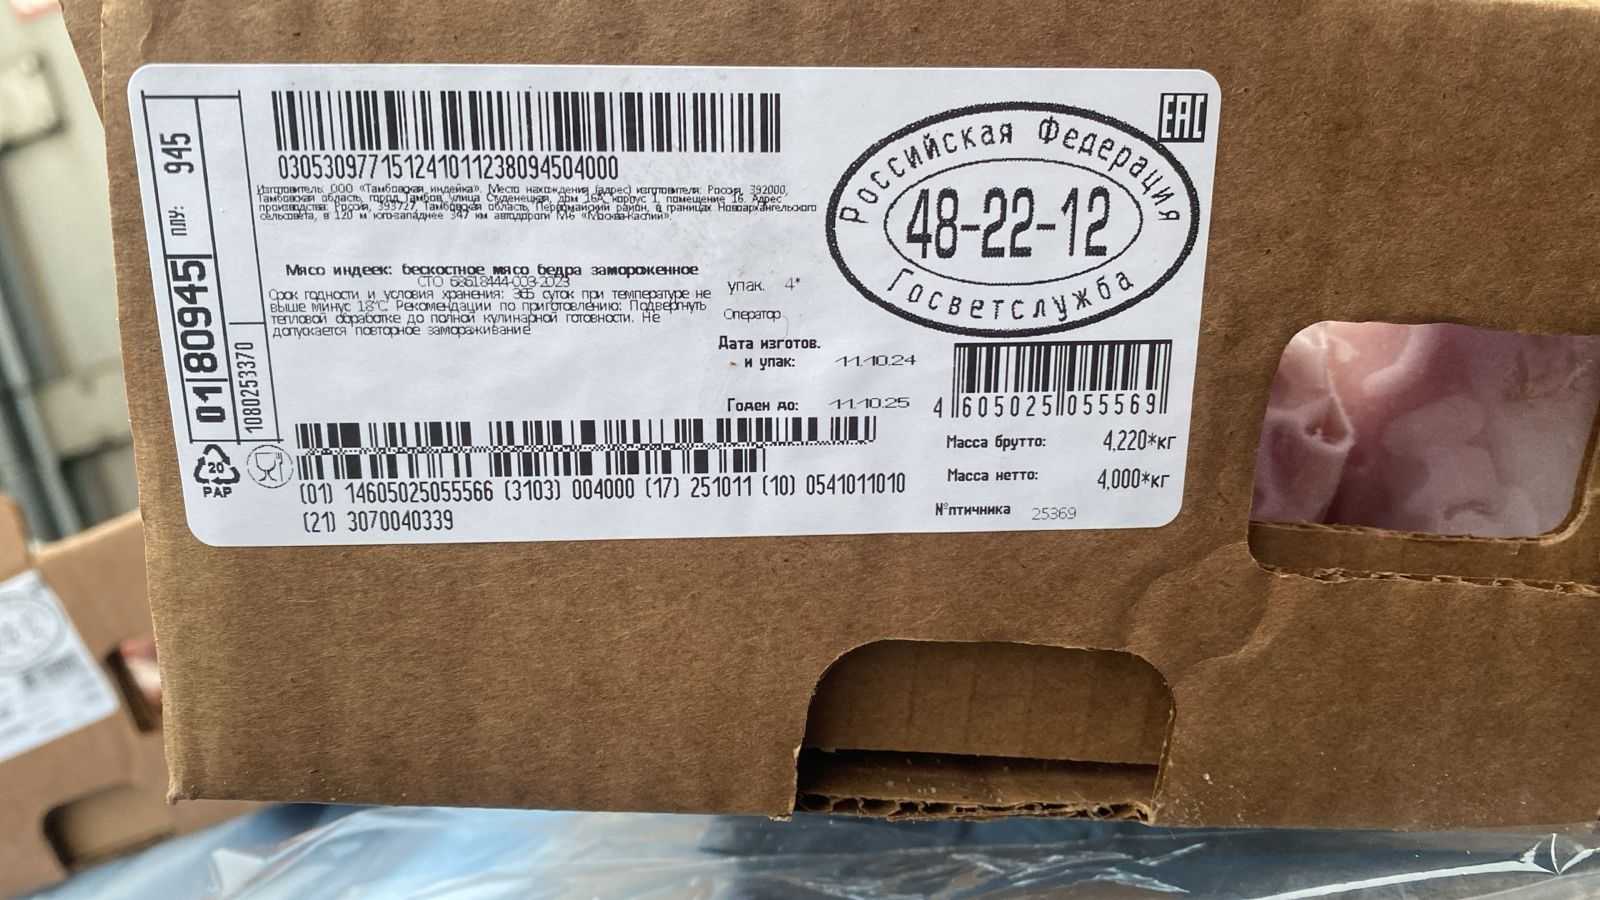 ПЛУ: 945
0180945
1080253370
20
PAP
03053097715124101123809450​4000
Изготовитель: ООО «Тамбовская индейка». Место нахождения (адрес) изготовителя: Россия, 392000,
Тамбовская область, город Тамбов, улица Студенецкая, дом 16А, корпус 1, помещение 16. Адрес
производства: Россия, 393727, Тамбовская область, Первомайский район, в границах Новоархангельского
сельсовета, в 120 м юго-западнее 347 км автодороги М6 «Москва-Каспий».
Мясо индеек: бескостное мясо бедра замороженное
СТО 68618444-003-2023
Срок годности и условия хранения: 365 суток при температуре не
выше минус 18°С. Рекомендации по приготовлению: Подвергнуть
тепловой обработке до полной кулинарной готовности. Не
допускается повторное замораживание
упак. 4*
Оператор
Дата изготов.
и упак: 11.10.24
Годен до: 11.10.25
EAC
Российская Федерация
48-22-12
Госветслужба
4 605025 055569
Масса брутто: 4,220*кг
Масса нетто: 4,000*кг
№птичника 25369
(01) 14605025055566 (3103) 004000 (17) 251011 (10) 0541011010
(21) 3070040339